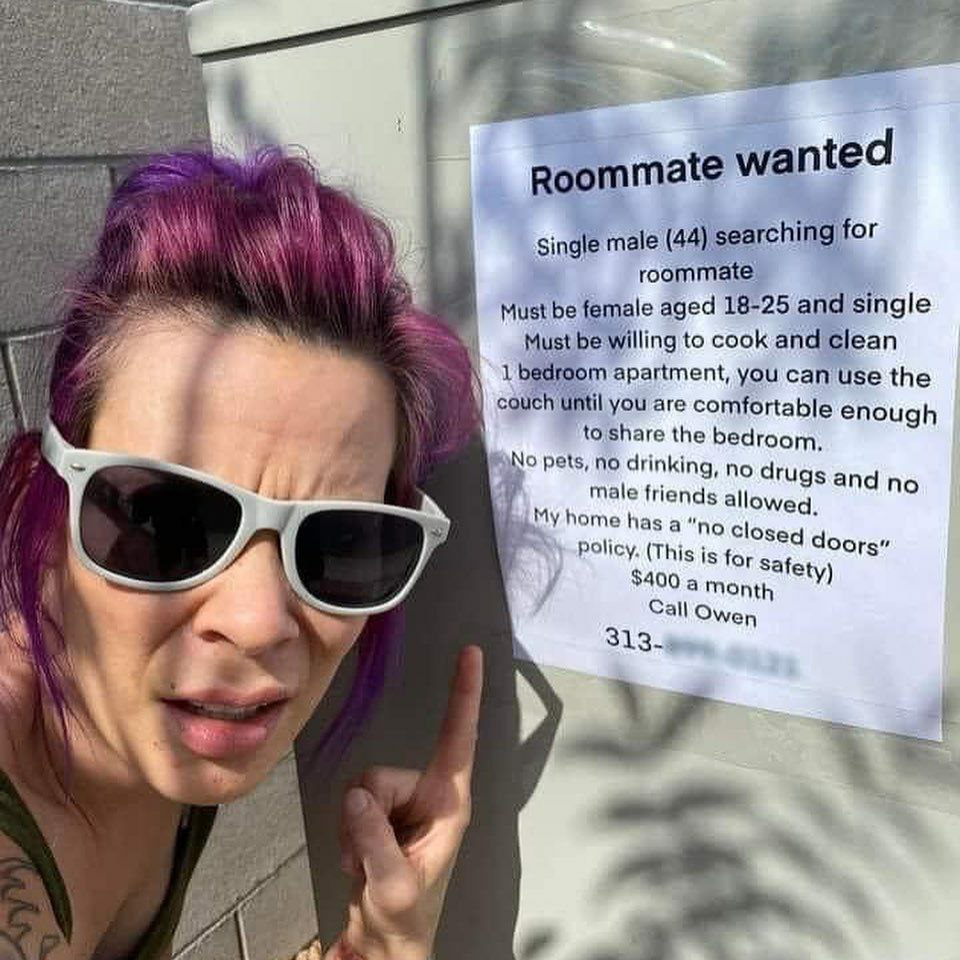 Roommate wanted
Single male (44) searching for
roommate
Must be female aged 18-25 and single
Must be willing to cook and clean
1 bedroom apartment, you can use the
couch until you are comfortable enough
to share the bedroom.
No pets, no drinking, no drugs and no
male friends allowed.
My home has a "no closed doors"
policy. (This is for safety)
$400 a month
Call Owen
313-